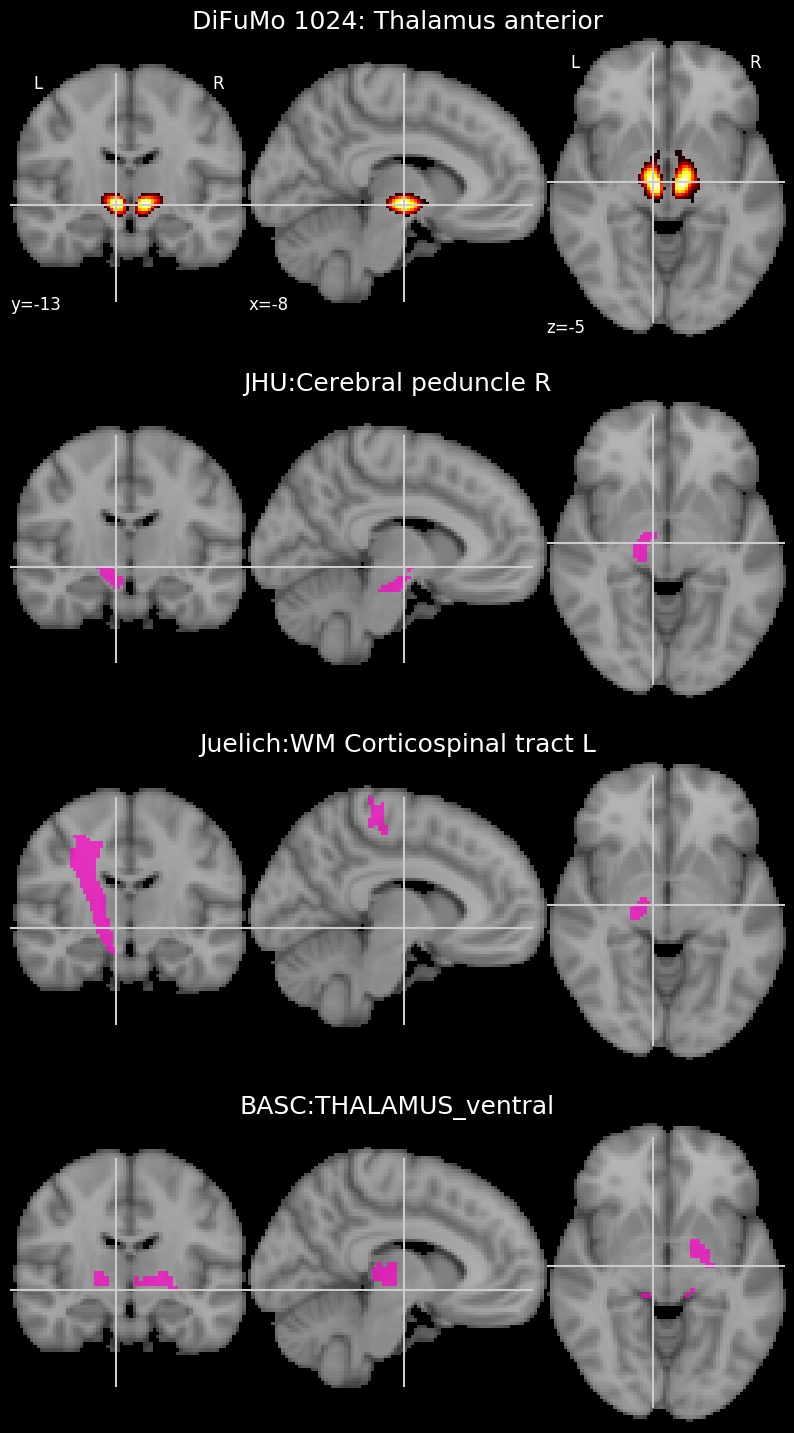 DiFuMo 1024: Thalamus anterior
L R L R
y=-13 x=-8 z=-5
JHU:Cerebral peduncle R
Juelich:WM Corticospinal tract L
BASC:THALAMUS_ventral